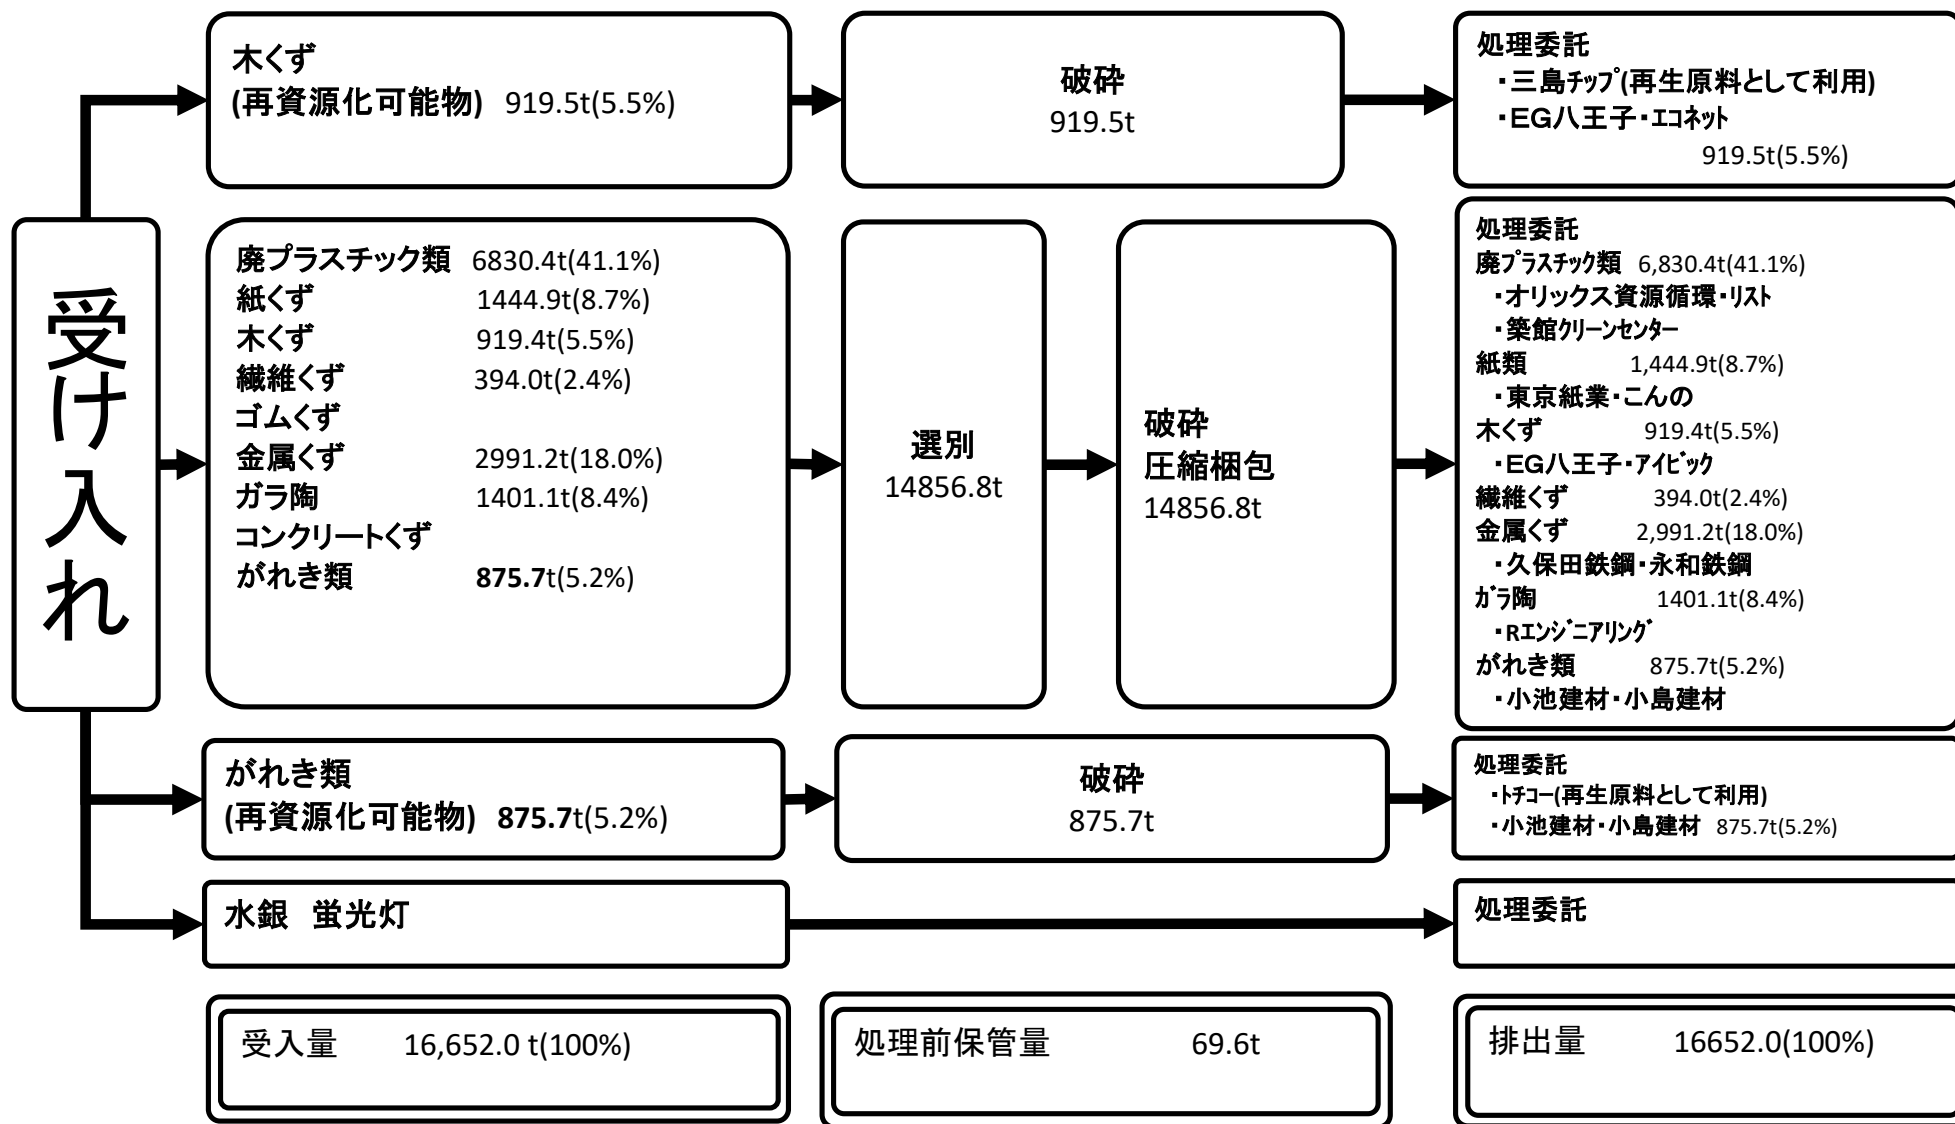 受け入れ
木くず
(再資源化可能物) 919.5t(5.5%)
破砕
919.5t
処理委託
・三島チップ(再生原料として利用)
・EG八王子・エコネット
919.5t(5.5%)
廃プラスチック類 6830.4t(41.1%)
紙くず 1444.9t(8.7%)
木くず 919.4t(5.5%)
繊維くず 394.0t(2.4%)
ゴムくず
金属くず 2991.2t(18.0%)
ガラ陶 1401.1t(8.4%)
コンクリートくず
がれき類 875.7t(5.2%)
選別
14856.8t
破砕
圧縮梱包
14856.8t
処理委託
廃プラスチック類 6,830.4t(41.1%)
・オリックス資源循環・リスト
・築館クリーンセンター
紙類 1,444.9t(8.7%)
・東京紙業・こんの
木くず 919.4t(5.5%)
・EG八王子・アイビック
繊維くず 394.0t(2.4%)
金属くず 2,991.2t(18.0%)
・久保田鉄鋼・永和鉄鋼
ガラ陶 1401.1t(8.4%)
・Rエンジニアリング
がれき類 875.7t(5.2%)
・小池建材・小島建材
がれき類
(再資源化可能物) 875.7t(5.2%)
破砕
875.7t
処理委託
・トチコー(再生原料として利用)
・小池建材・小島建材 875.7t(5.2%)
水銀 蛍光灯
処理委託
受入量 16,652.0 t(100%)
処理前保管量 69.6t
排出量 16652.0(100%)